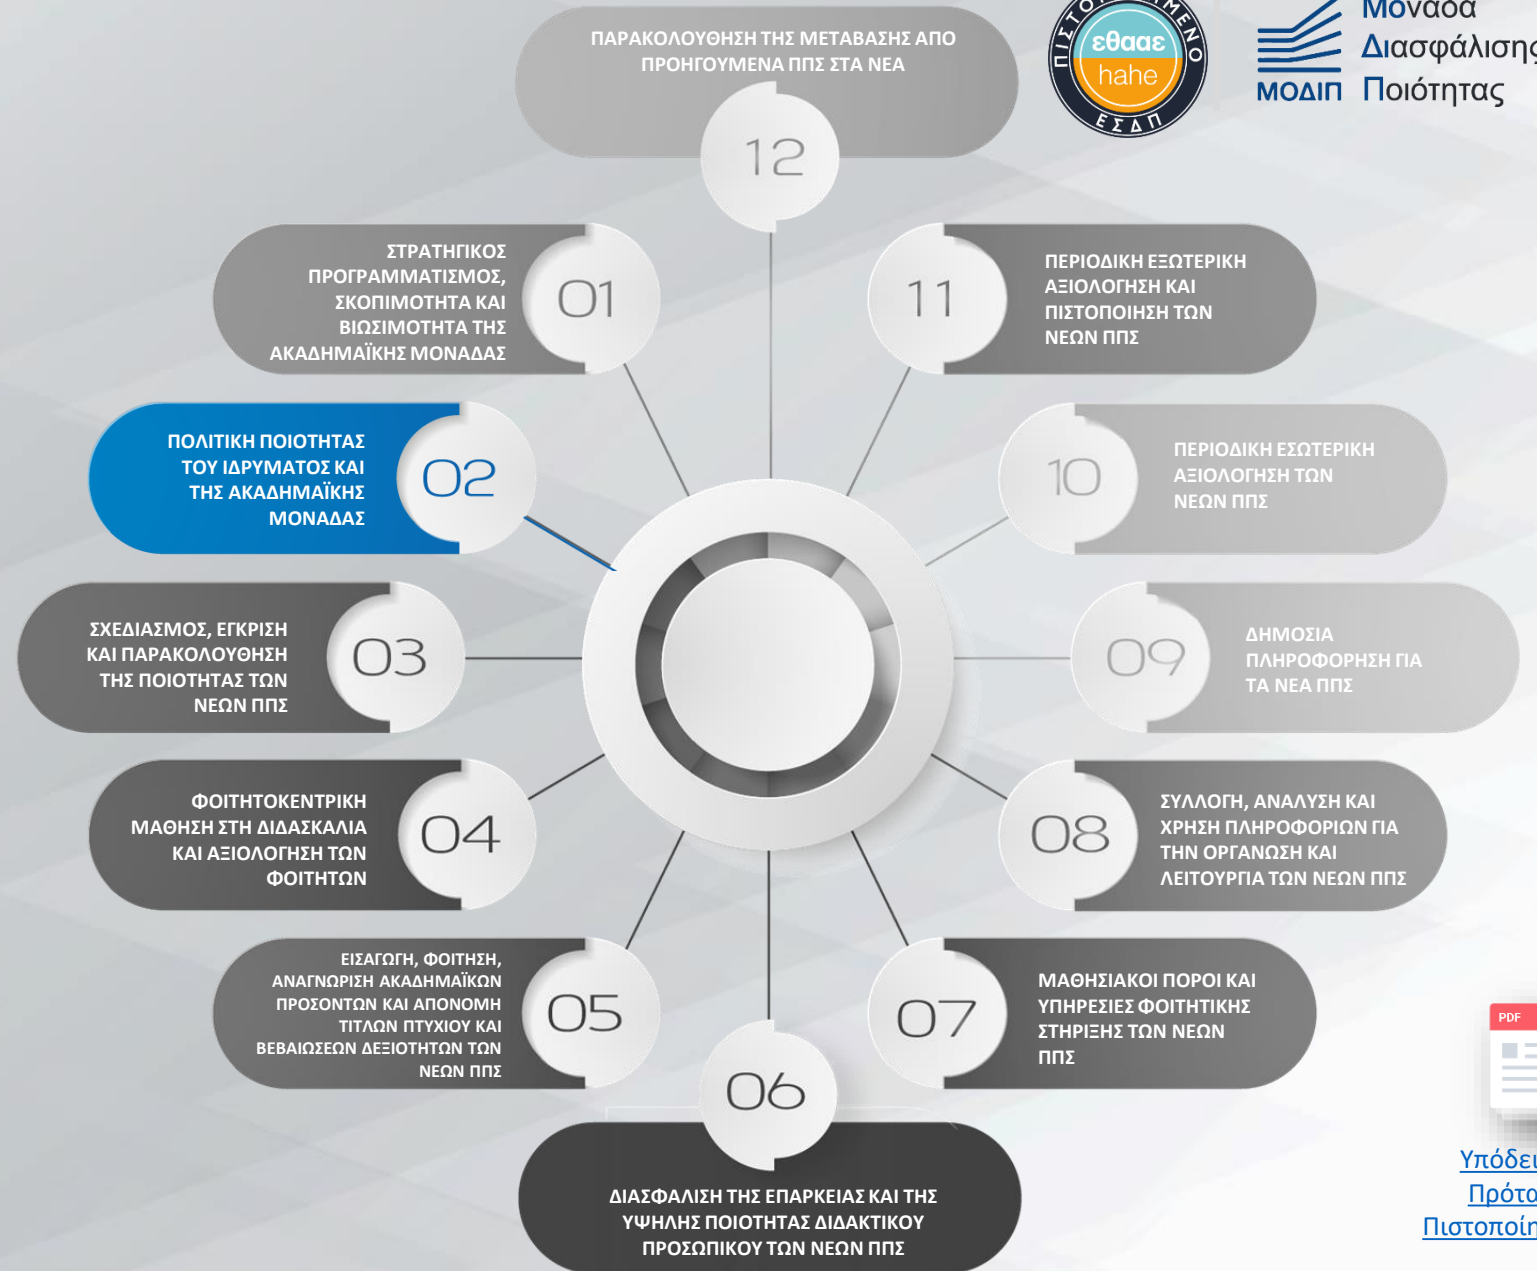 ΠΑΡΑΚΟΛΟΥΘΗΣΗ ΤΗΣ ΜΕΤΑΒΑΣΗΣ ΑΠΟ
ΠΡΟΗΓΟΥΜΕΝΑ ΠΠΣ ΣΤΑ ΝΕΑ
12
εθααε
hahe
ΕΣΔΠ
Μονάδα
Διασφάλισης
ΜΟΔΙΠ Ποιότητας
ΣΤΡΑΤΗΓΙΚΟΣ
ΠΡΟΓΡΑΜΜΑΤΙΣΜΟΣ,
ΣΚΟΠΙΜΟΤΗΤΑ ΚΑΙ
ΒΙΩΣΙΜΟΤΗΤΑ ΤΗΣ
ΑΚΑΔΗΜΑΪΚΗΣ ΜΟΝΑΔΑΣ
01
11
ΠΕΡΙΟΔΙΚΗ ΕΞΩΤΕΡΙΚΗ
ΑΞΙΟΛΟΓΗΣΗ ΚΑΙ
ΠΙΣΤΟΠΟΙΗΣΗ ΤΩΝ
ΝΕΩΝ ΠΠΣ
ΠΟΛΙΤΙΚΗ ΠΟΙΟΤΗΤΑΣ
ΤΟΥ ΙΔΡΥΜΑΤΟΣ ΚΑΙ
ΤΗΣ ΑΚΑΔΗΜΑΪΚΗΣ
ΜΟΝΑΔΑΣ
02
10
ΠΕΡΙΟΔΙΚΗ ΕΣΩΤΕΡΙΚΗ
ΑΞΙΟΛΟΓΗΣΗ ΤΩΝ
ΝΕΩΝ ΠΠΣ
ΣΧΕΔΙΑΣΜΟΣ, ΕΓΚΡΙΣΗ
ΚΑΙ ΠΑΡΑΚΟΛΟΥΘΗΣΗ
ΤΗΣ ΠΟΙΟΤΗΤΑΣ ΤΩΝ
ΝΕΩΝ ΠΠΣ
03
09
ΔΗΜΟΣΙΑ
ΠΛΗΡΟΦΟΡΗΣΗ ΓΙΑ
ΤΑ ΝΕΑ ΠΠΣ
ΦΟΙΤΗΤΟΚΕΝΤΡΙΚΗ
ΜΑΘΗΣΗ ΣΤΗ ΔΙΔΑΣΚΑΛΙΑ
ΚΑΙ ΑΞΙΟΛΟΓΗΣΗ ΤΩΝ
ΦΟΙΤΗΤΩΝ
04
08
ΣΥΛΛΟΓΗ, ΑΝΑΛΥΣΗ ΚΑΙ
ΧΡΗΣΗ ΠΛΗΡΟΦΟΡΙΩΝ ΓΙΑ
ΤΗΝ ΟΡΓΑΝΩΣΗ ΚΑΙ
ΛΕΙΤΟΥΡΓΙΑ ΤΩΝ ΝΕΩΝ ΠΠΣ
ΕΙΣΑΓΩΓΗ, ΦΟΙΤΗΣΗ,
ΑΝΑΓΝΩΡΙΣΗ ΑΚΑΔΗΜΑΪΚΩΝ
ΠΡΟΣΟΝΤΩΝ ΚΑΙ ΑΠΟΝΟΜΗ
ΤΙΤΛΩΝ ΠΤΥΧΙΟΥ ΚΑΙ
ΒΕΒΑΙΩΣΕΩΝ ΔΕΞΙΟΤΗΤΩΝ ΤΩΝ
ΝΕΩΝ ΠΠΣ
05
07
ΜΑΘΗΣΙΑΚΟΙ ΠΟΡΟΙ ΚΑΙ
ΥΠΗΡΕΣΙΕΣ ΦΟΙΤΗΤΙΚΗΣ
ΣΤΗΡΙΞΗΣ ΤΩΝ ΝΕΩΝ
ΠΠΣ
06
ΔΙΑΣΦΑΛΙΣΗ ΤΗΣ ΕΠΑΡΚΕΙΑΣ ΚΑΙ ΤΗΣ
ΥΨΗΛΗΣ ΠΟΙΟΤΗΤΑΣ ΔΙΔΑΚΤΙΚΟΥ
ΠΡΟΣΩΠΙΚΟΥ ΤΩΝ ΝΕΩΝ ΠΠΣ
PDF